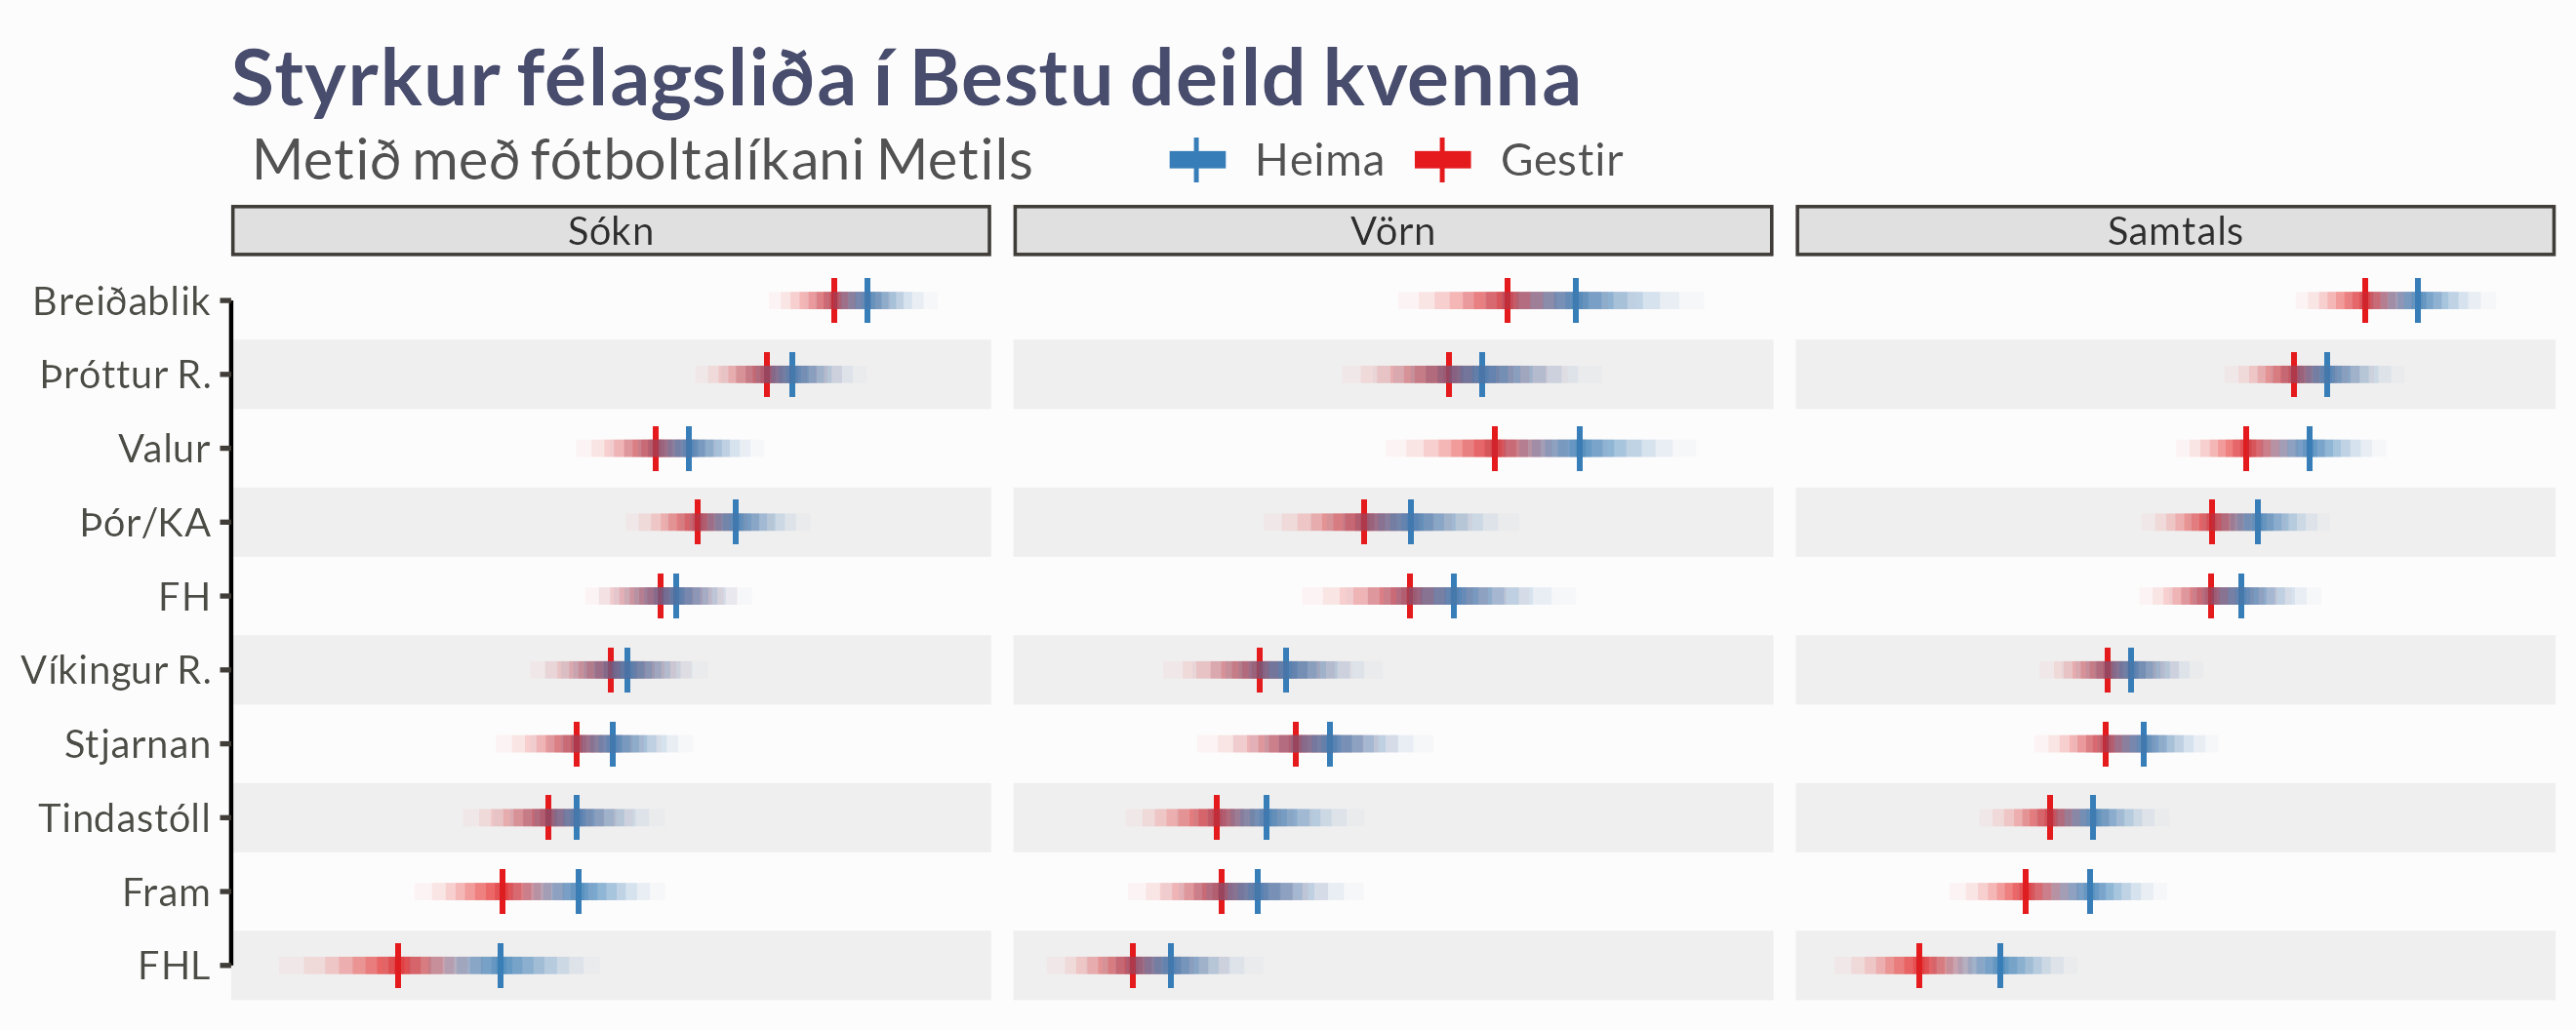 Styrkur félagsliða í Bestu deild kvenna
Metið með fótboltalíkani Metils Heima Gestir
Sókn Vörn Samtals
Breiðablik
Þróttur R.
Valur
Þór/KA
FH
Víkingur R.
Stjarnan
Tindastóll
Fram
FHL